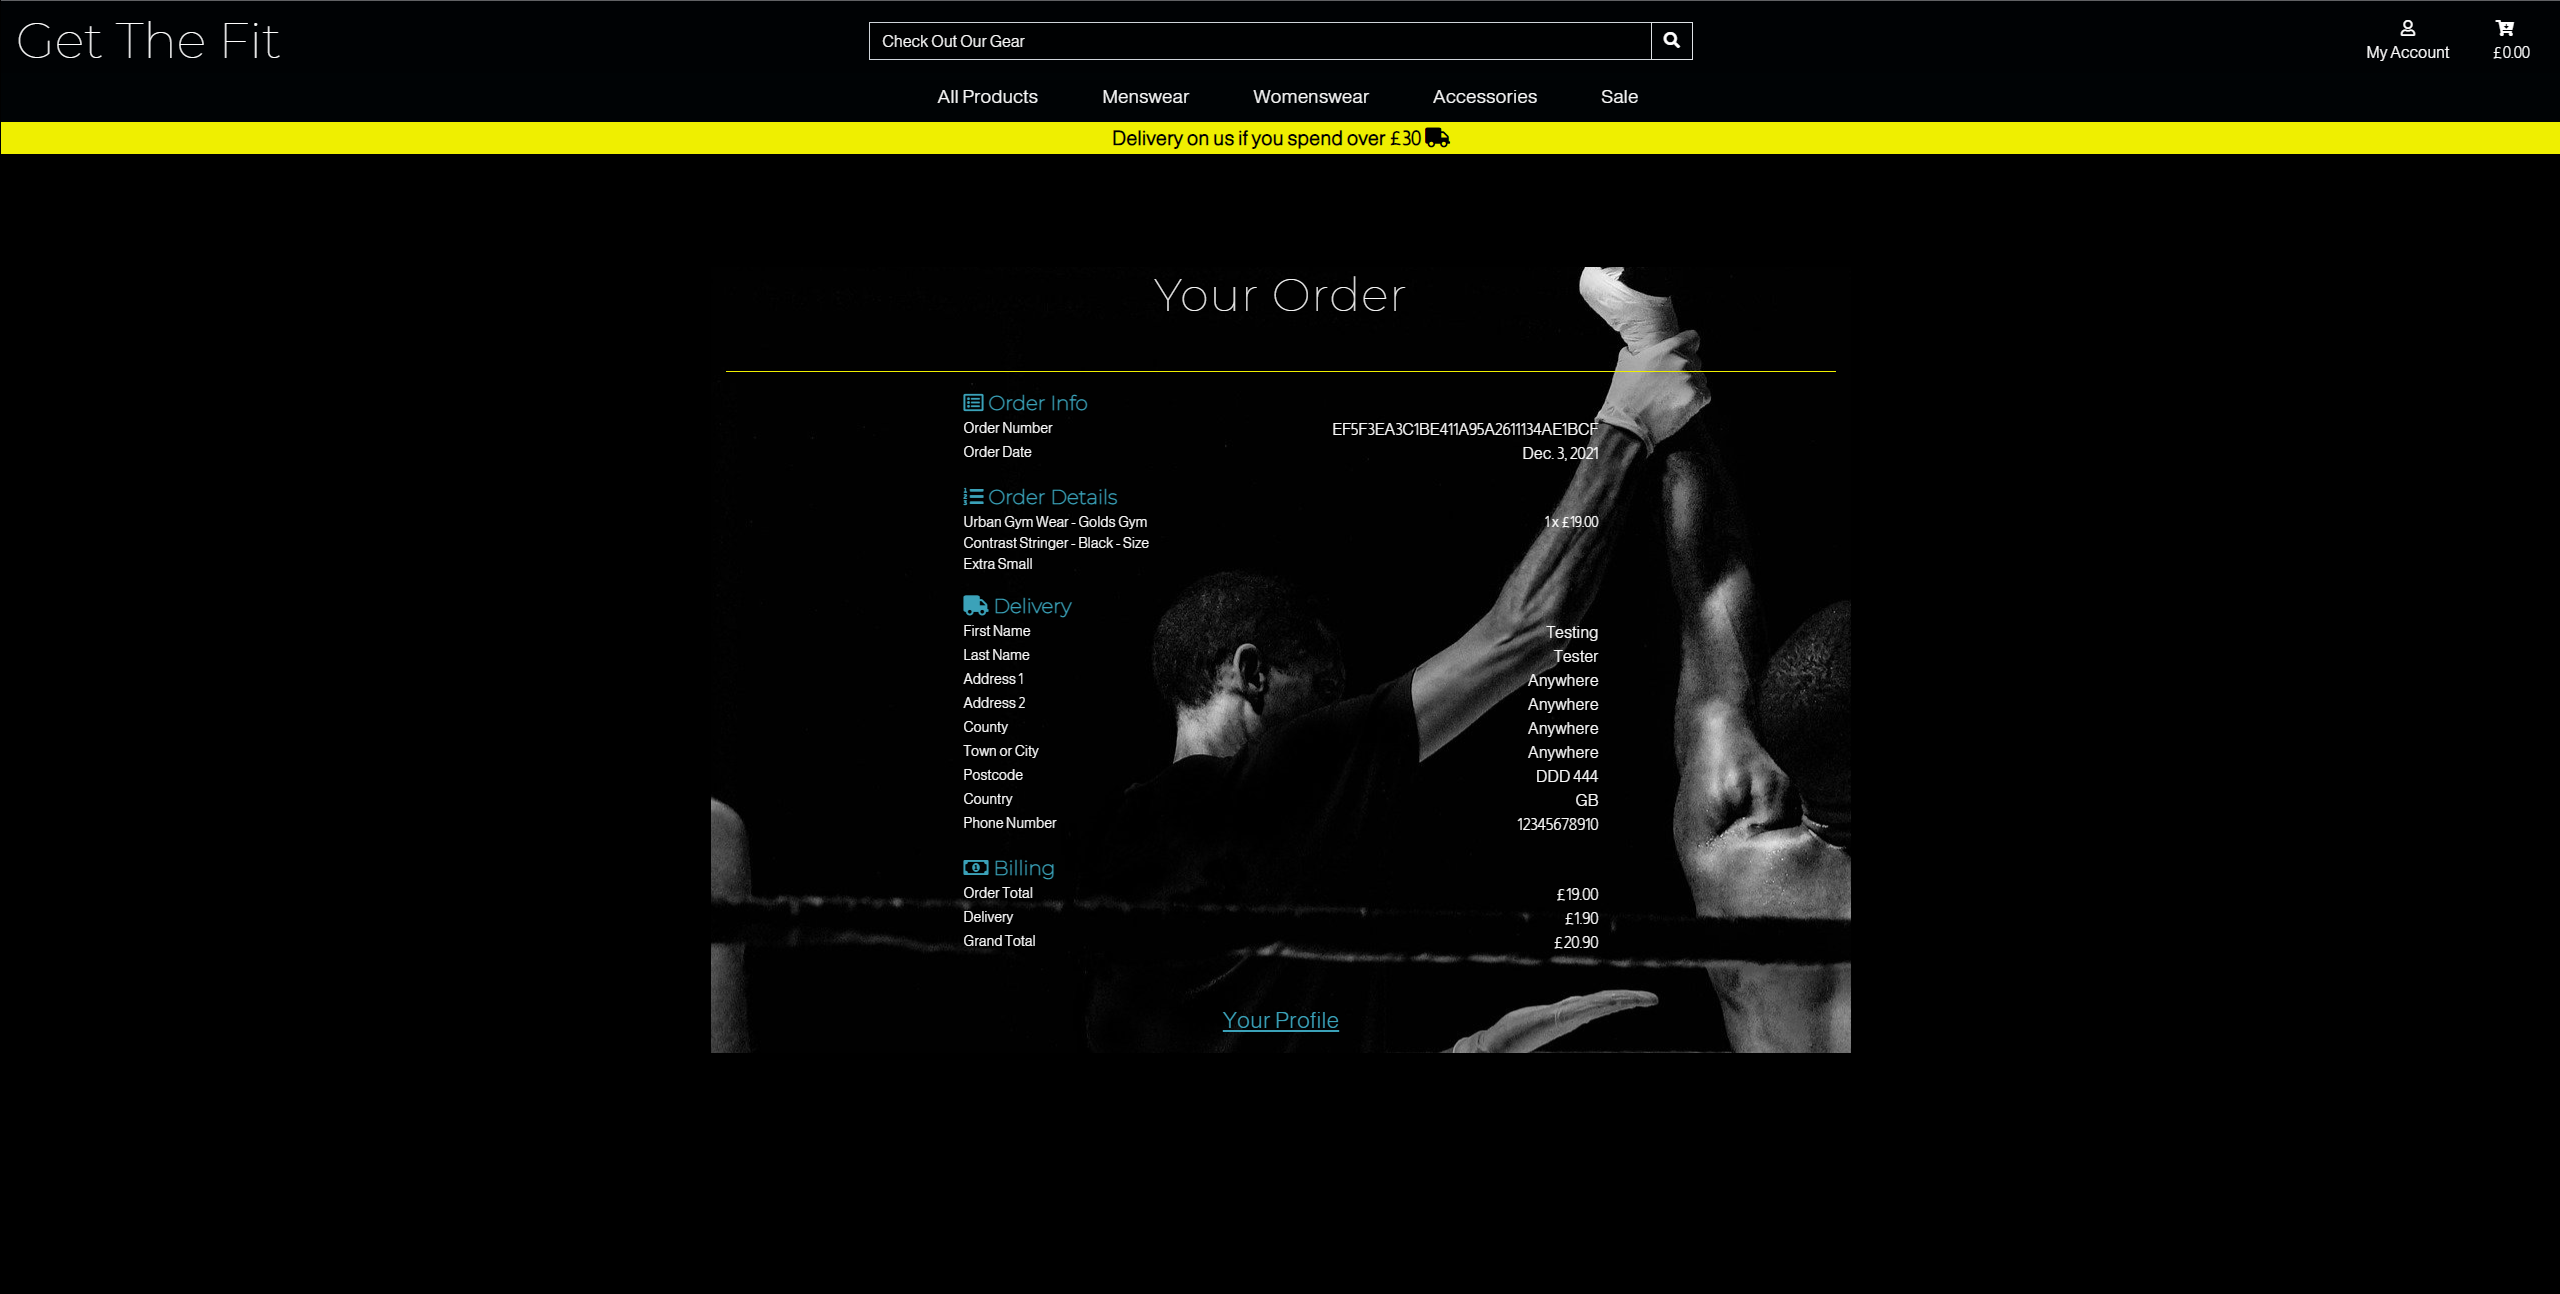 Get The Fit
Check Out Our Gear
My Account
£0.00
All Products Menswear Womenswear Accessories Sale
Delivery on us if you spend over £30
Your Order
Order Info
Order Number EF5F3EA3C1BE411A95A2611134AE1BCF
Order Date Dec. 3, 2021
Order Details
Urban Gym Wear - Golds Gym 1 x £19.00
Contrast Stringer - Black - Size
Extra Small
Delivery
First Name Testing
Last Name Tester
Address 1 Anywhere
Address 2 Anywhere
County Anywhere
Town or City Anywhere
Postcode DDD 444
Country GB
Phone Number 12345678910
Billing
Order Total £19.00
Delivery £1.90
Grand Total £20.90
Your Profile